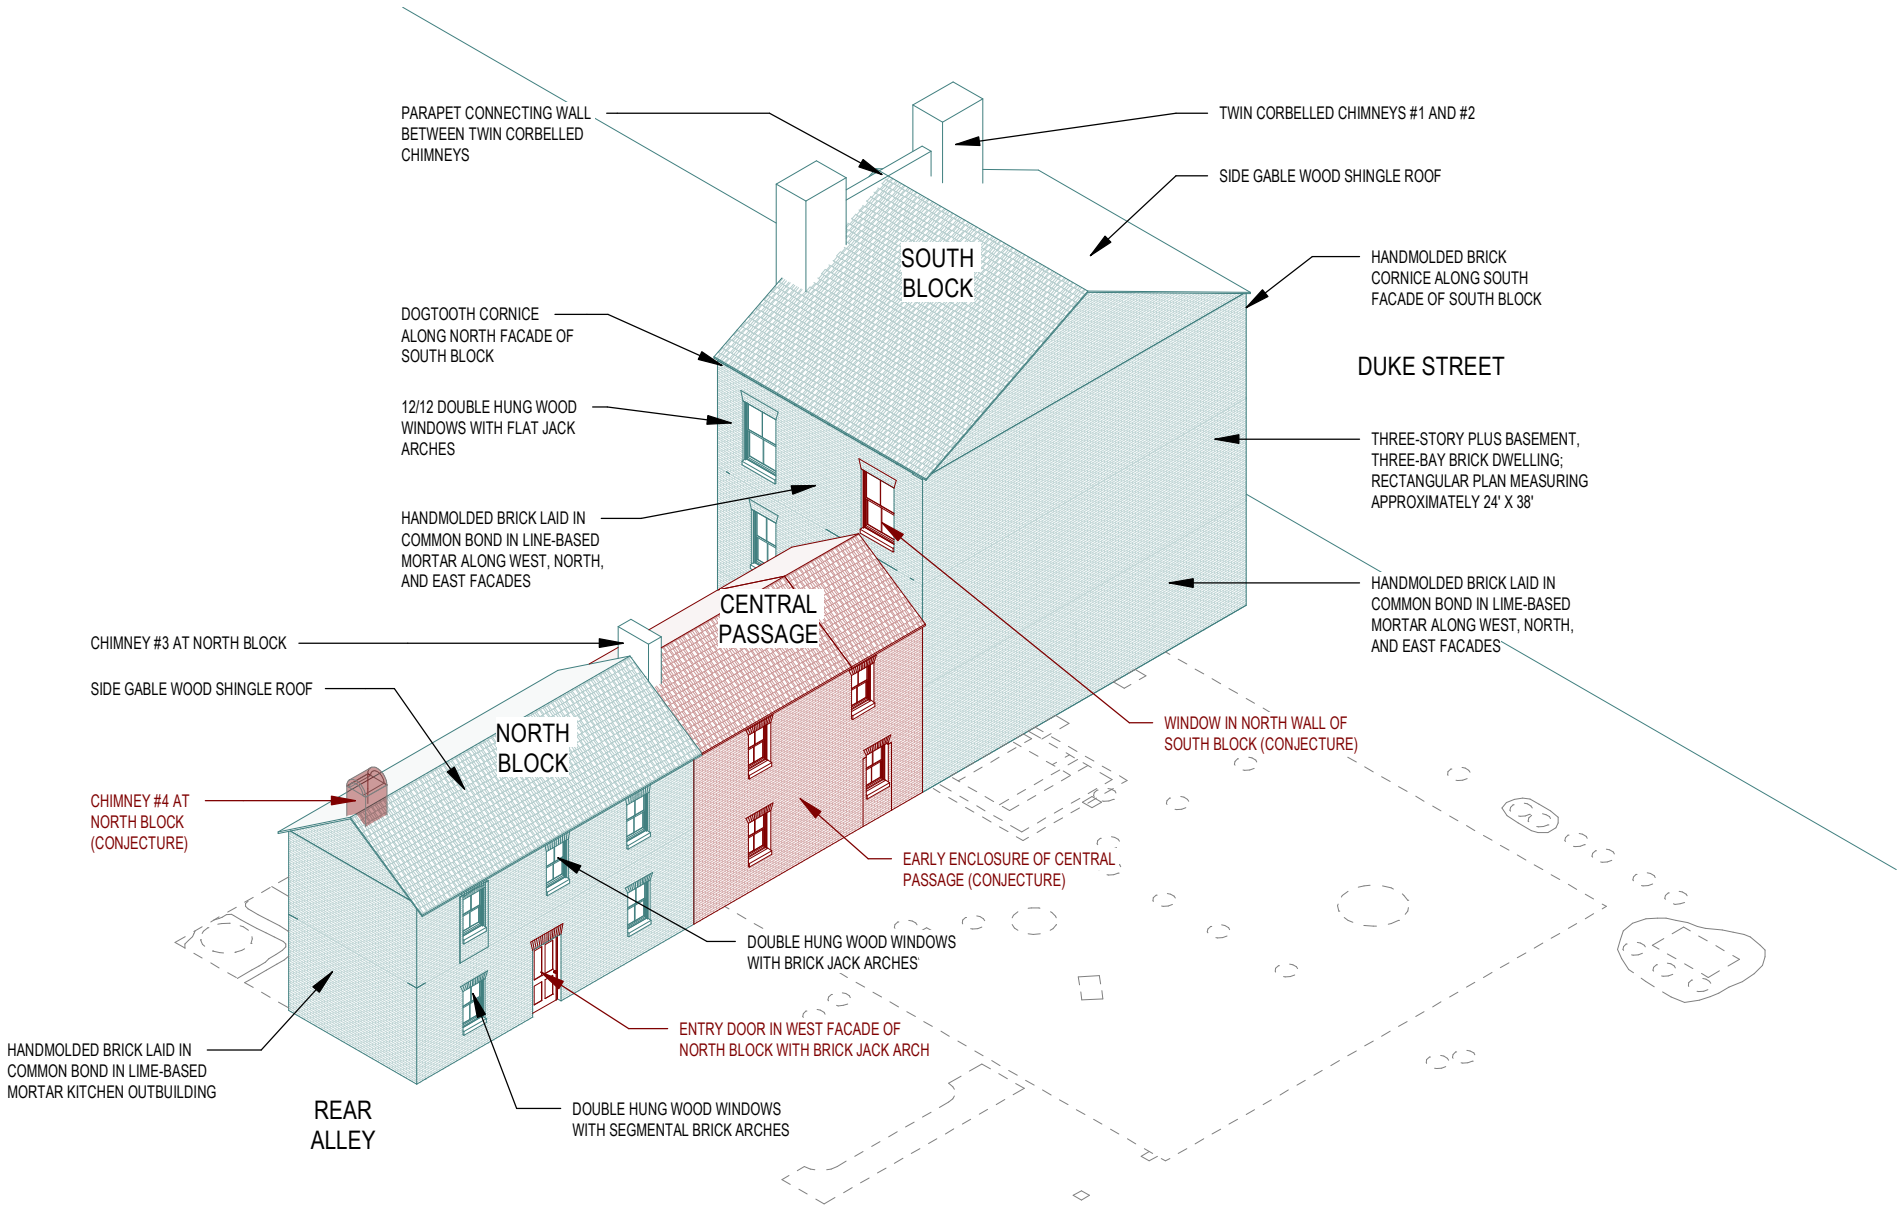 PARAPET CONNECTING WALL
BETWEEN TWIN CORBELLED
CHIMNEYS
TWIN CORBELLED CHIMNEYS #1 AND #2
SIDE GABLE WOOD SHINGLE ROOF
SOUTH
BLOCK
HANDMOLDED BRICK
CORNICE ALONG SOUTH
FACADE OF SOUTH BLOCK
DOGTOOTH CORNICE
ALONG NORTH FACADE OF
SOUTH BLOCK
DUKE STREET
12/12 DOUBLE HUNG WOOD
WINDOWS WITH FLAT JACK
ARCHES
THREE-STORY PLUS BASEMENT,
THREE-BAY BRICK DWELLING;
RECTANGULAR PLAN MEASURING
APPROXIMATELY 24' X 38'
HANDMOLDED BRICK LAID IN
COMMON BOND IN LINE-BASED
MORTAR ALONG WEST, NORTH,
AND EAST FACADES
HANDMOLDED BRICK LAID IN
COMMON BOND IN LIME-BASED
MORTAR ALONG WEST, NORTH,
AND EAST FACADES
CENTRAL
PASSAGE
CHIMNEY #3 AT NORTH BLOCK
SIDE GABLE WOOD SHINGLE ROOF
NORTH
BLOCK
WINDOW IN NORTH WALL OF
SOUTH BLOCK (CONJECTURE)
CHIMNEY #4 AT
NORTH BLOCK
(CONJECTURE)
EARLY ENCLOSURE OF CENTRAL
PASSAGE (CONJECTURE)
DOUBLE HUNG WOOD WINDOWS
WITH BRICK JACK ARCHES
ENTRY DOOR IN WEST FACADE OF
NORTH BLOCK WITH BRICK JACK ARCH
HANDMOLDED BRICK LAID IN
COMMON BOND IN LIME-BASED
MORTAR KITCHEN OUTBUILDING
REAR
ALLEY
DOUBLE HUNG WOOD WINDOWS
WITH SEGMENTAL BRICK ARCHES